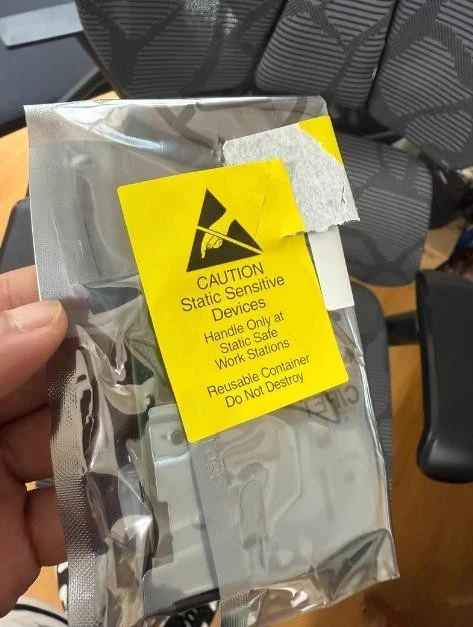 CAUTION
Static Sensitive
Devices
Handle Only at
Static Safe
Work Stations
Reusable Container
Do Not Destroy